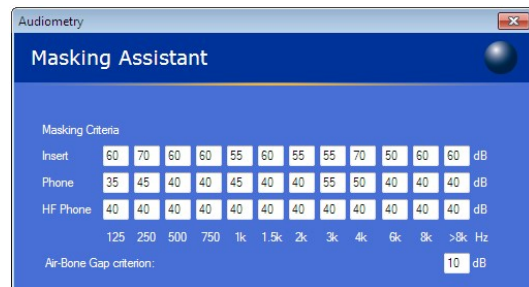 Audiometry
Masking Assistant
Masking Criteria
Insert 60 70 60 60 55 60 55 55 70 50 60 60 dB
Phone 35 45 40 40 45 40 40 55 50 40 40 40 dB
HF Phone 40 40 40 40 40 40 40 40 40 40 40 40 dB
125 250 500 750 1k 1.5k 2k 3k 4k 6k 8k >8k Hz
Air-Bone Gap criterion: 10 dB